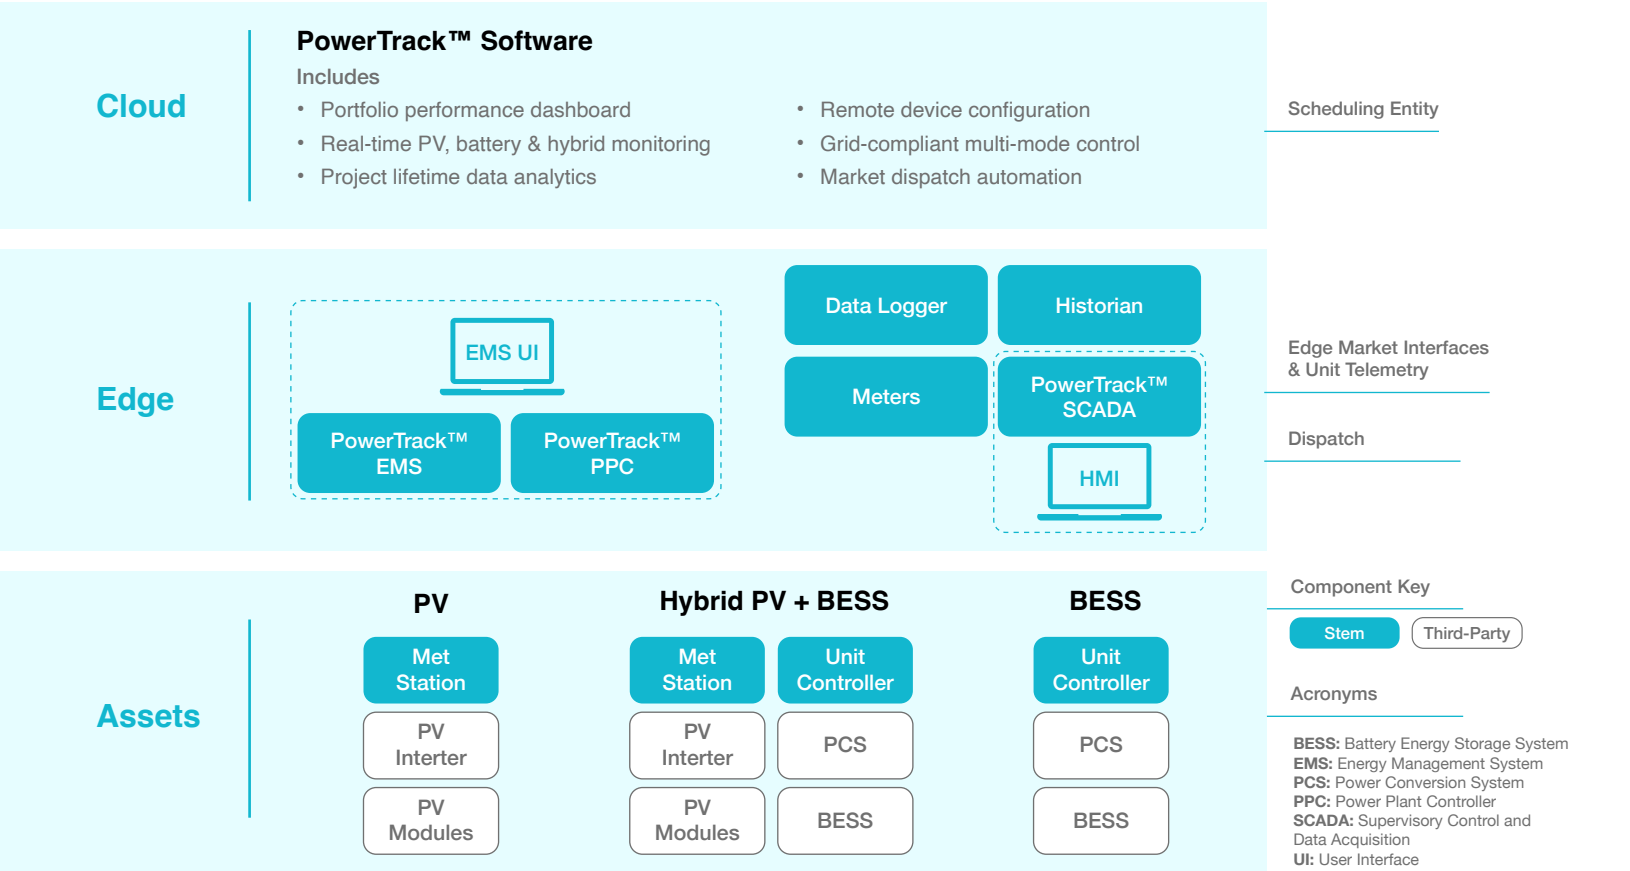 PowerTrack™ Software
Includes
Cloud
• Portfolio performance dashboard
• Real-time PV, battery & hybrid monitoring
• Project lifetime data analytics
• Remote device configuration
• Grid-compliant multi-mode control
• Market dispatch automation
Scheduling Entity
Edge
EMS UI
PowerTrack™
EMS
PowerTrack™
PPC
Data Logger
Historian
Meters
PowerTrack™
SCADA
HMI
Edge Market Interfaces
& Unit Telemetry
Dispatch
Assets
PV
Met
Station
PV
Interter
PV
Modules
Hybrid PV + BESS
Met
Station
Unit
Controller
PV
Interter
PCS
PV
Modules
BESS
BESS
Unit
Controller
PCS
BESS
Component Key
Stem
Third-Party
Acronyms
BESS: Battery Energy Storage System
EMS: Energy Management System
PCS: Power Conversion System
PPC: Power Plant Controller
SCADA: Supervisory Control and
Data Acquisition
UI: User Interface